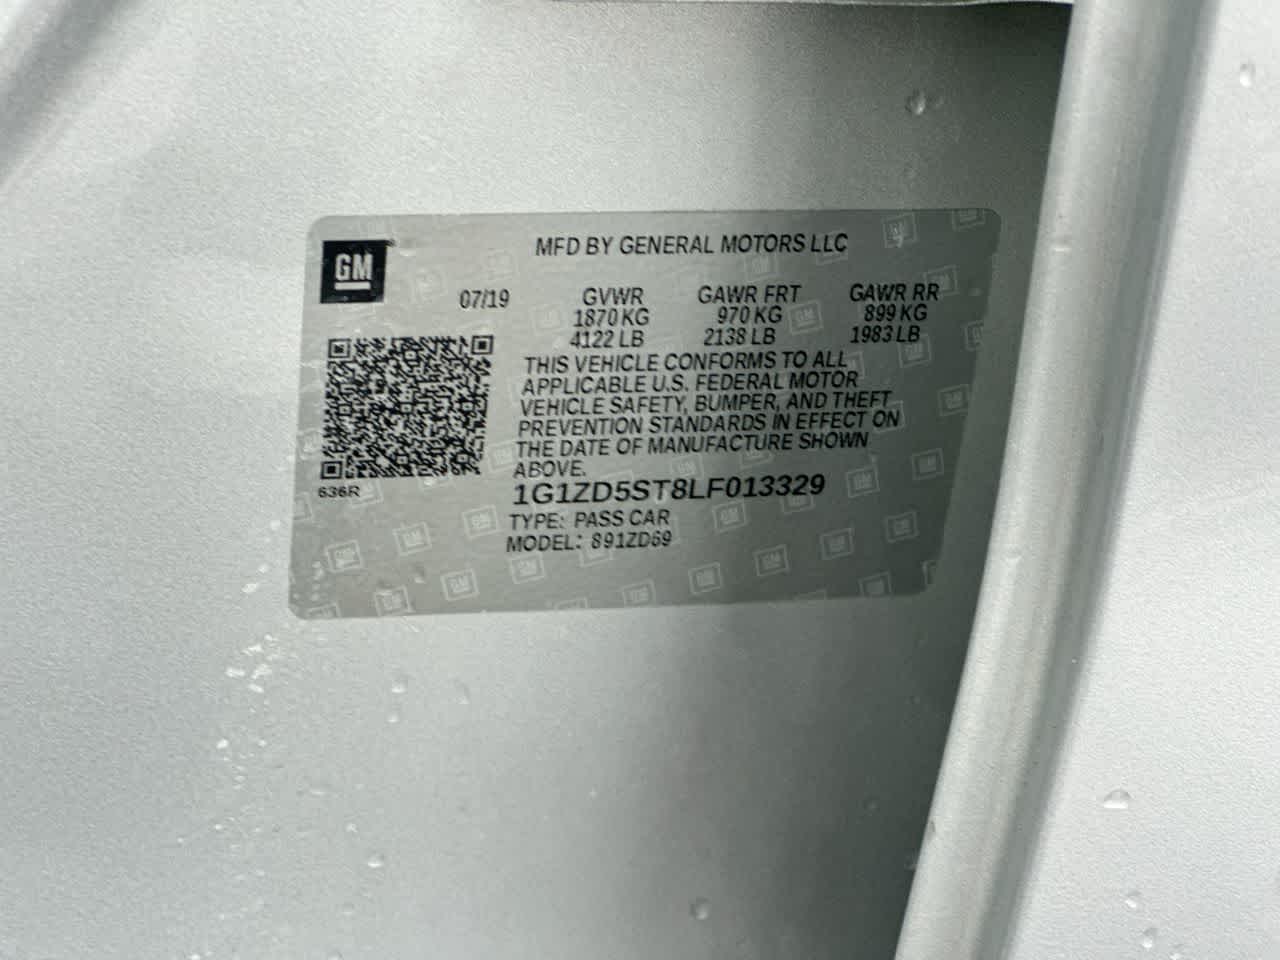 GM
MFD BY GENERAL MOTORS LLC
07/19 GVWR GAWR FRT GAWR RR
1870 KG 970 KG 899 KG
4122 LB 2138 LB 1983 LB
THIS VEHICLE CONFORMS TO ALL
APPLICABLE U.S. FEDERAL MOTOR
VEHICLE SAFETY, BUMPER, AND THEFT
PREVENTION STANDARDS IN EFFECT ON
THE DATE OF MANUFACTURE SHOWN
ABOVE.
636R
1G1ZD5ST8LF013329
TYPE: PASS CAR
MODEL: 891ZD69